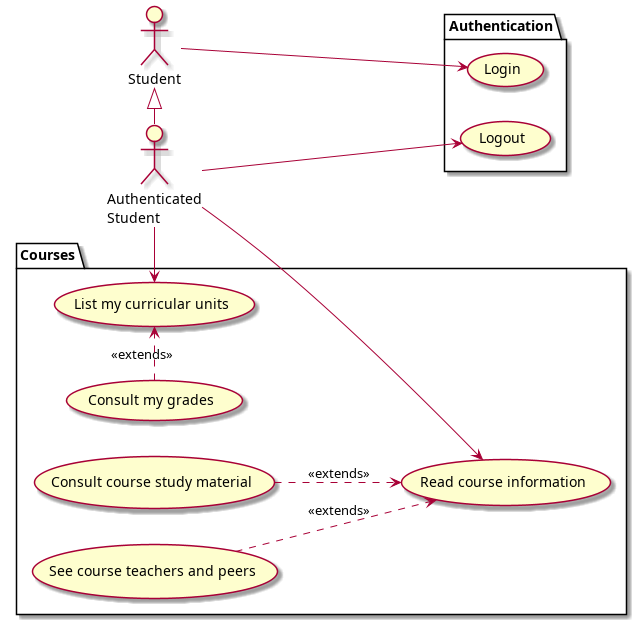 Authentication
Student
Login
Logout
Authenticated
Student
Courses
List my curricular units
«extends»
Consult my grades
Consult course study material
«extends»
Read course information
«extends»
See course teachers and peers